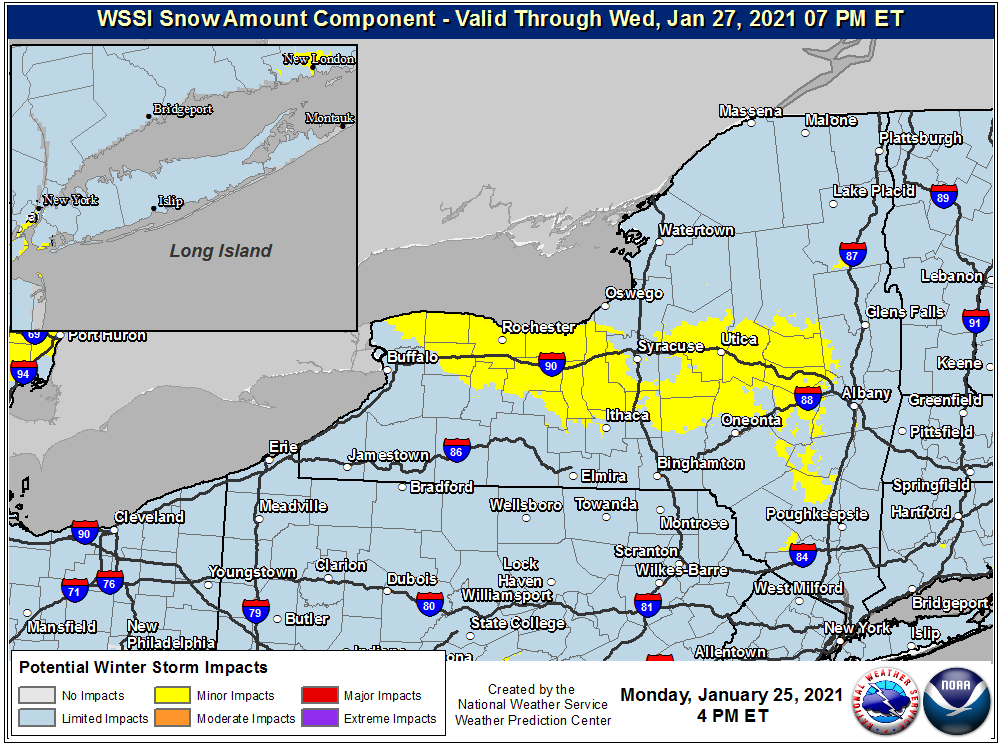 WSSI Snow Amount Component - Valid Through Wed, Jan 27, 2021 07 PM ET
New London
Bridgeport
Montauk
New York
Islip
Long Island
Massena
Malone
Plattsburgh
Lake Placid
89
Watertown
87
Lebanon
Oswego
Glens Falls
91
Rochester
69
Port Huron
Syracuse
Utica
Buffalo
90
Keene
94
88
Albany
Greenfield
Ithaca
Oneonta
Pittsfield
Erie
Jamestown
86
Binghamton
Elmira
Springfield
Bradford
Meadville
Wellsboro
Towanda
Hartford
Cleveland
Montrose
Poughkeepsie
90
Scranton
84
Clarion
Lock
Haven
Youngstown
Dubois
Wilkes-Barre
71
76
Williamsport
West Milford
80
81
Bridgeport
79
Butler
Mansfield
New
Philadelphia
State College
New York
Islip
Allentown
Potential Winter Storm Impacts
No Impacts
Minor Impacts
Major Impacts
Limited Impacts
Moderate Impacts
Extreme Impacts
Created by the
National Weather Service
Weather Prediction Center
Monday, January 25, 2021
4 PM ET
NATIONAL WEATHER SERVICE
NOAA